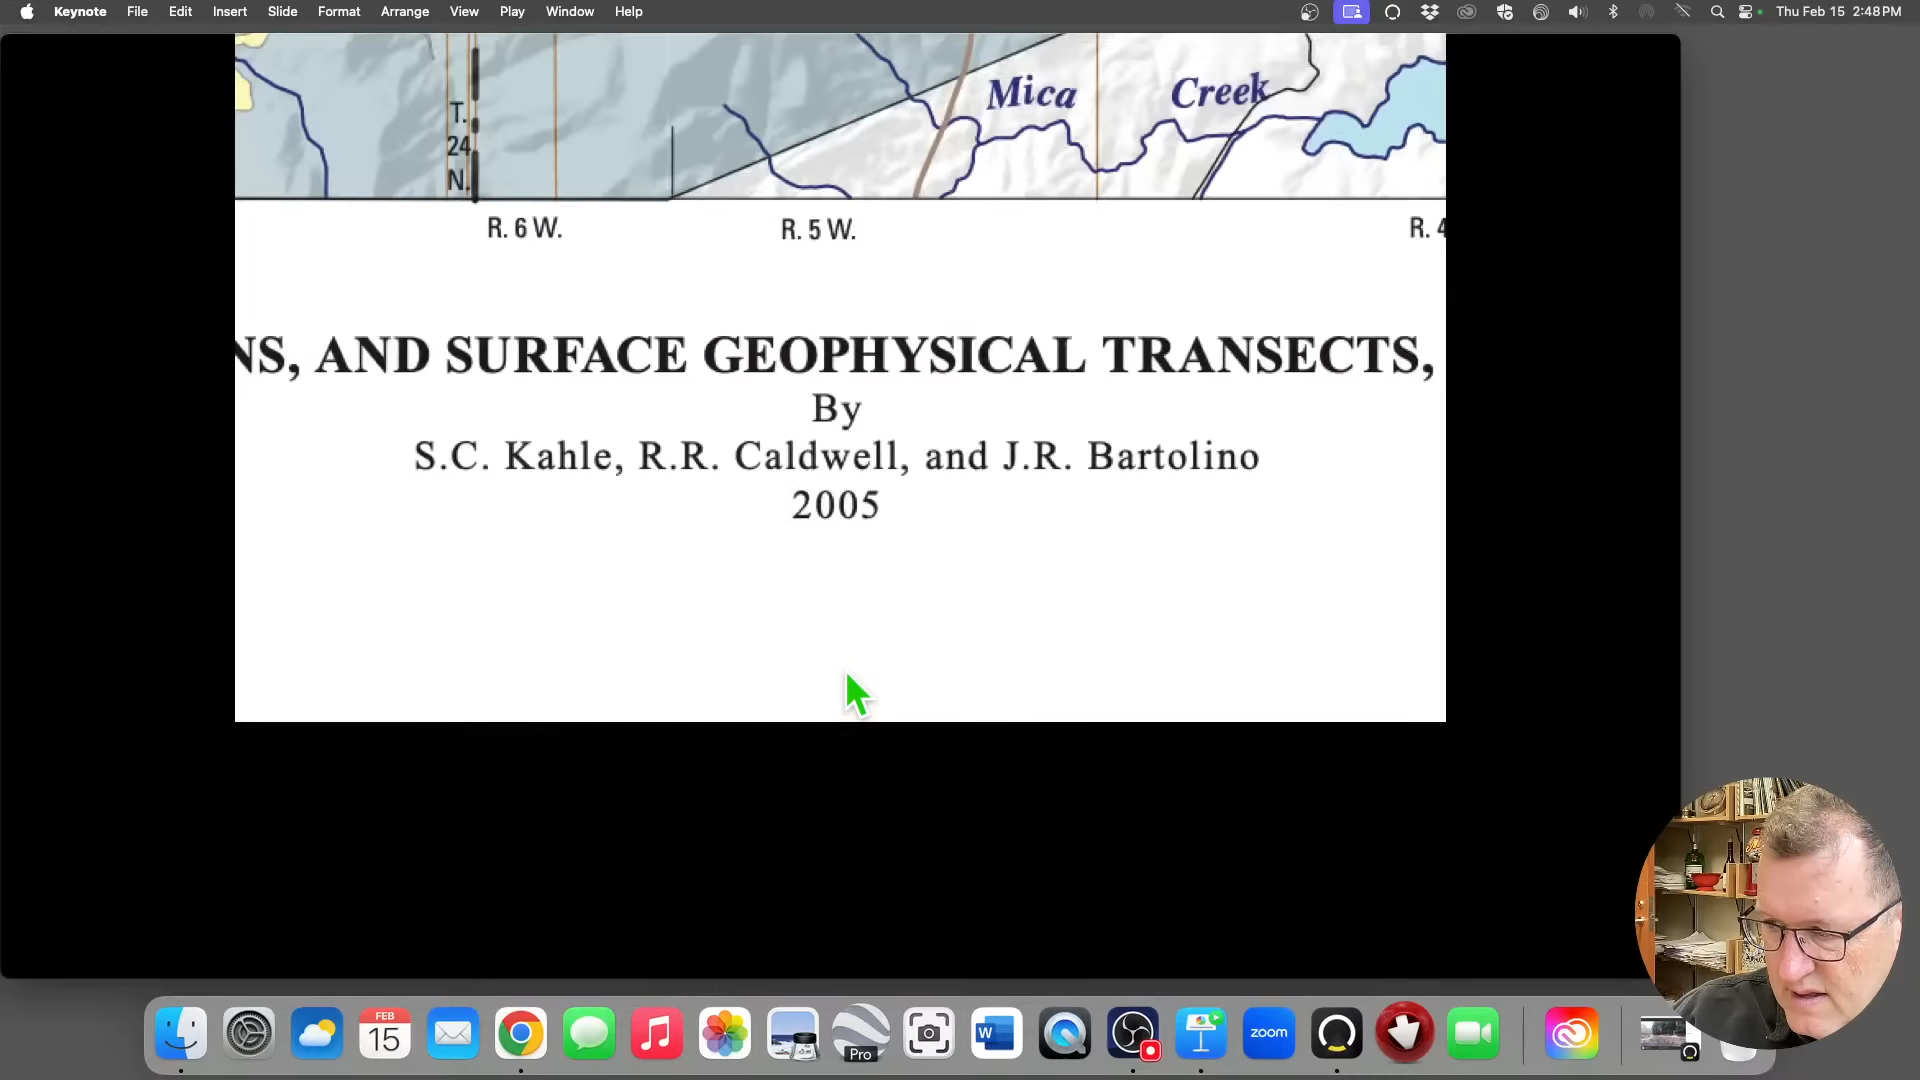 Keynote File Edit Insert Slide Format Arrange View Play Window Help Thu Feb 15 2:48 PM
Mica Creek
T.
24
N.
R. 6 W. R. 5 W. R. 4
NS, AND SURFACE GEOPHYSICAL TRANSECTS,
By
S.C. Kahle, R.R. Caldwell, and J.R. Bartolino
2005
FEB
15
Pro
W
zoom